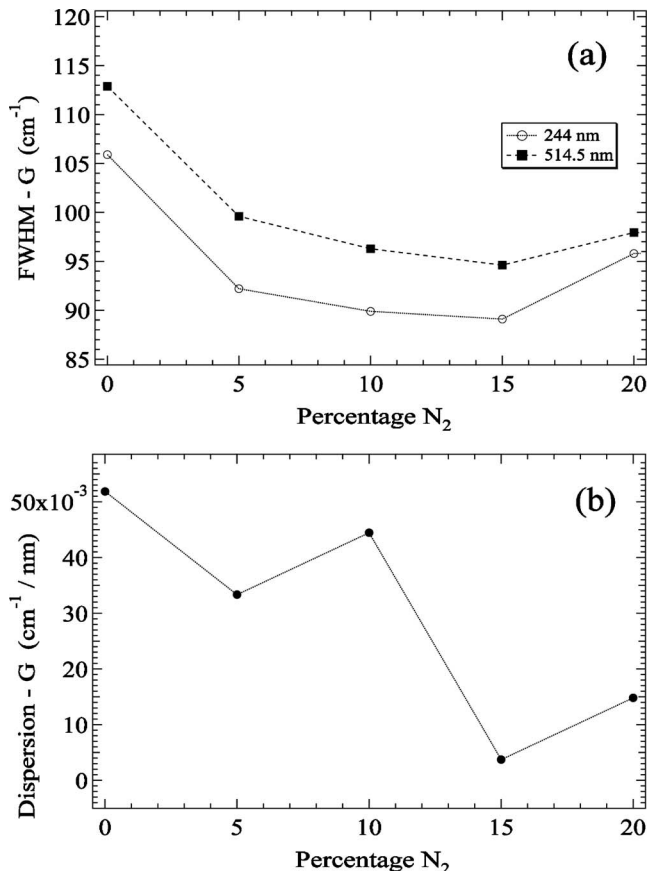 120
115
110
105
100
95
90
85
FWHM - G (cm⁻¹)
(a)
244 nm
514.5 nm
0 5 10 15 20
Percentage N₂
50x10⁻³
40
30
20
10
0
Dispersion - G (cm⁻¹ / nm)
(b)
0 5 10 15 20
Percentage N₂